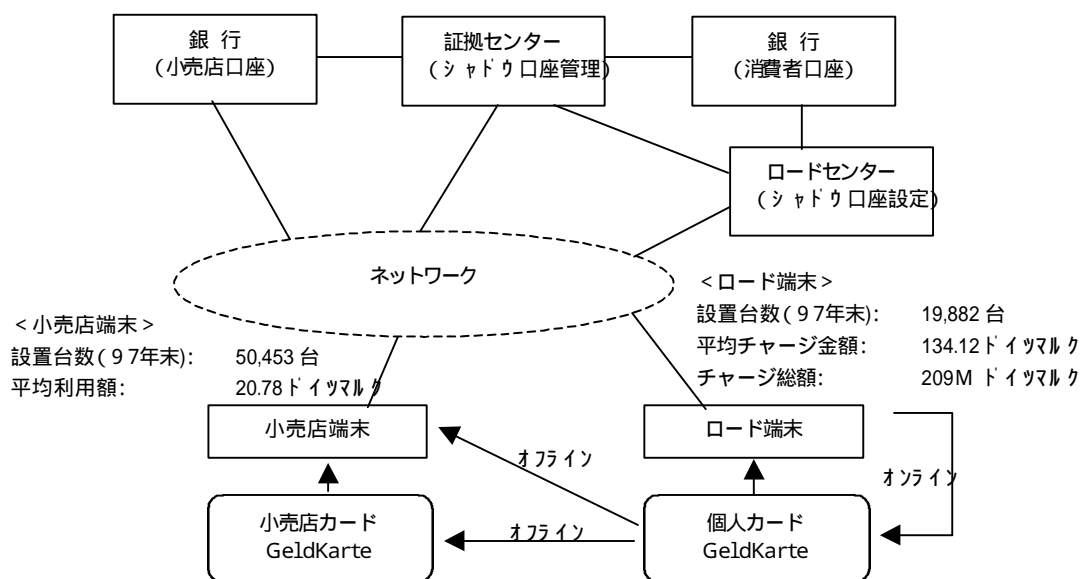 銀 行
(小売店口座)
証拠センター
(シャドウ口座管理)
銀 行
(消費者口座)
ロードセンター
(シャドウ口座設定)
ネットワーク
<小売店端末>
設置台数(97年末): 50,453 台
平均利用額: 20.78 ドイツマルク
<ロード端末>
設置台数(97年末): 19,882 台
平均チャージ金額: 134.12 ドイツマルク
チャージ総額: 209M ドイツマルク
小売店端末
ロード端末
オフライン
オンライン
小売店カード
GeldKarte
オフライン
個人カード
GeldKarte